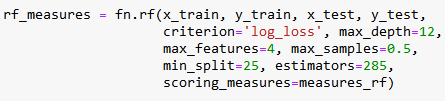 rf_measures = fn.rf(x_train, y_train, x_test, y_test,
criterion='log_loss', max_depth=12,
max_features=4, max_samples=0.5,
min_split=25, estimators=285,
scoring_measures=measures_rf)